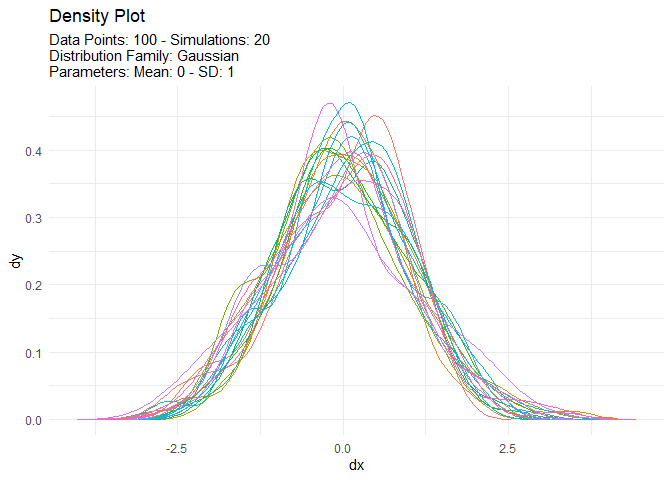 Density Plot
Data Points: 100 - Simulations: 20
Distribution Family: Gaussian
Parameters: Mean: 0 - SD: 1
dy
0.4
0.3
0.2
0.1
0.0
-2.5 0.0 2.5
dx